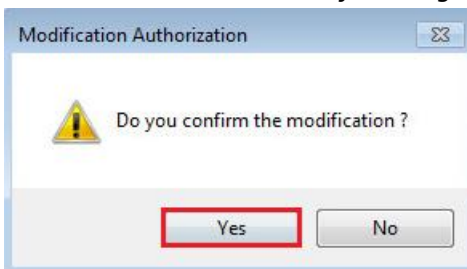 Modification Authorization
Do you confirm the modification ?
Yes
No